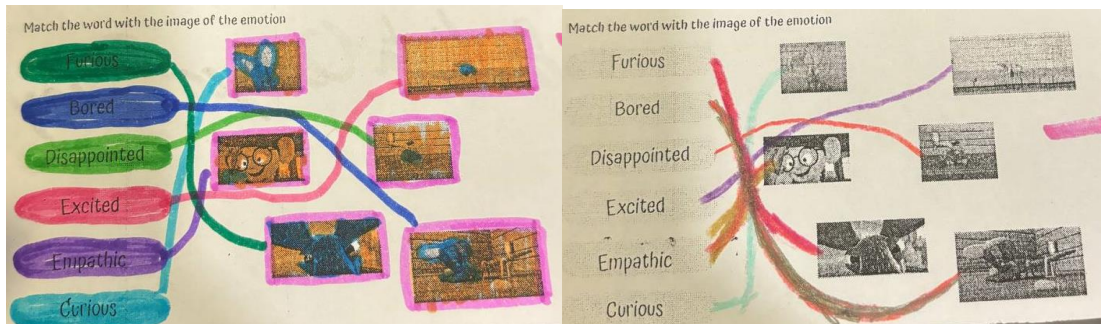 Match the word with the image of the emotion
Furious
Bored
Disappointed
Excited
Empathic
Curious
Match the word with the image of the emotion
Furious
Bored
Disappointed
Excited
Empathic
Curious